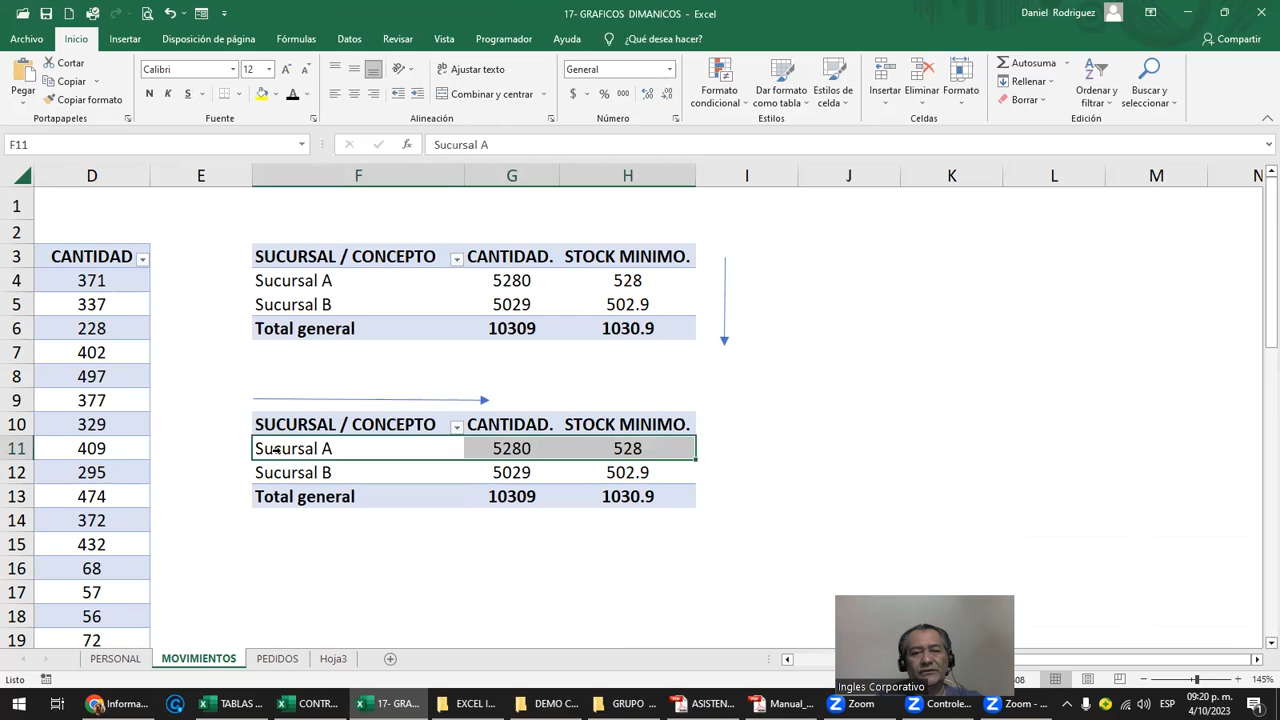 17- GRAFICOS DIMANICOS - Excel
Daniel Rodriguez
Archivo Inicio Insertar Disposición de página Fórmulas Datos Revisar Vista Programador Ayuda ¿Qué desea hacer? Compartir
Pegar
Cortar
Copiar
Copiar formato
Portapapeles
Calibri 12
N K S
Fuente
Ajustar texto
Combinar y centrar
Alineación
General
$ % 000
Número
Formato condicional
Dar formato como tabla
Estilos de celda
Estilos
Insertar Eliminar Formato
Celdas
Autosuma
Rellenar
Borrar
Ordenar y filtrar
Buscar y seleccionar
Edición
F11 fx Sucursal A
D E F G H I J K L M N
1
2
3 CANTIDAD SUCURSAL / CONCEPTO CANTIDAD. STOCK MINIMO.
4 371 Sucursal A 5280 528
5 337 Sucursal B 5029 502.9
6 228 Total general 10309 1030.9
7 402
8 497
9 377
10 329 SUCURSAL / CONCEPTO CANTIDAD. STOCK MINIMO.
11 409 Sucursal A 5280 528
12 295 Sucursal B 5029 502.9
13 474 Total general 10309 1030.9
14 372
15 432
16 68
17 57
18 56
19 72
Ingles Corporativo
PERSONAL MOVIMIENTOS PEDIDOS Hoja3
Listo 08 145%
Informa... TABLAS ... CONTR... 17- GRA... EXCEL I... DEMO C... GRUPO ... ASISTEN... Manual_... Zoom Controle... Zoom - ... ESP 09:20 p. m.
4/10/2023